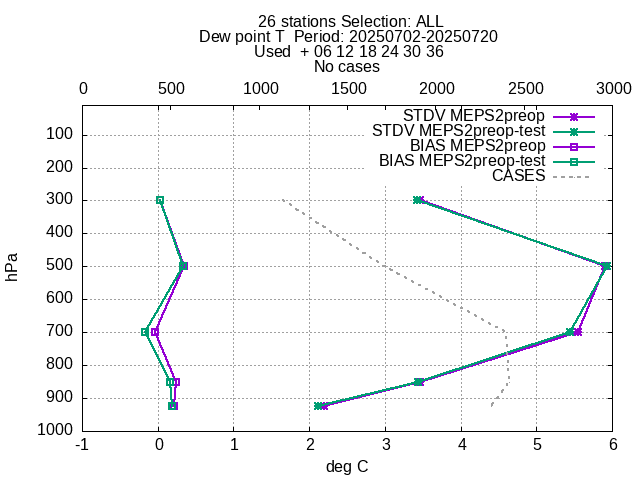 26 stations Selection: ALL
Dew point T  Period: 20250702-20250720
Used  + 06 12 18 24 30 36
No cases
0 500 1000 1500 2000 2500 3000
STDV MEPS2preop
STDV MEPS2preop-test
BIAS MEPS2preop
BIAS MEPS2preop-test
CASES
100
200
300
400
500
600
700
800
900
1000
hPa
-1 0 1 2 3 4 5 6
deg C